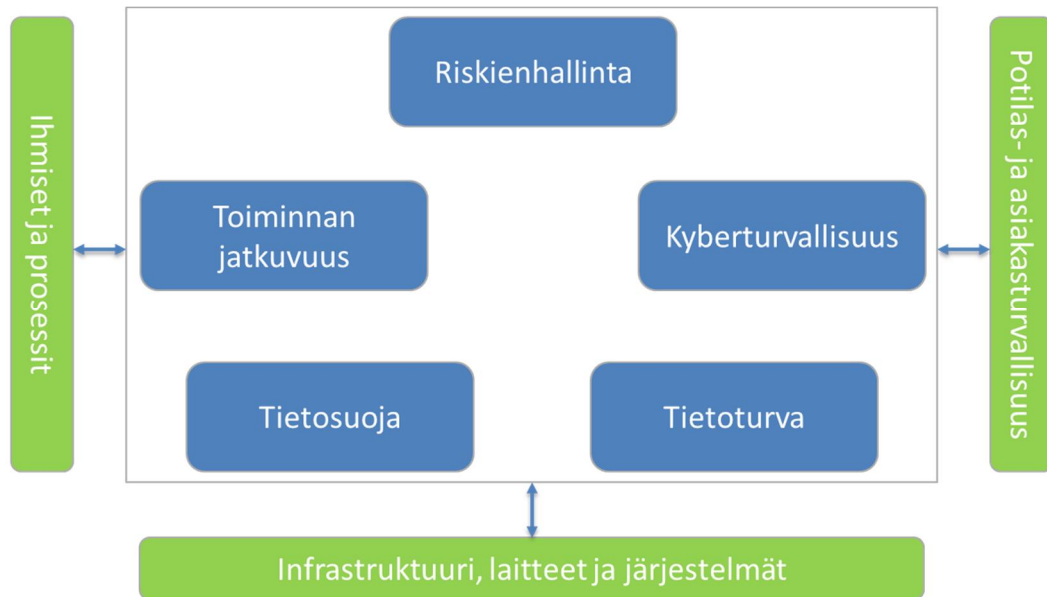 Riskienhallinta
Ihmiset ja prosessit
Toiminnan
jatkuvuus
Kyberturvallisuus
Potilas- ja asiakasturvallisuus
Tietosuoja
Tietoturva
Infrastruktuuri, laitteet ja järjestelmät